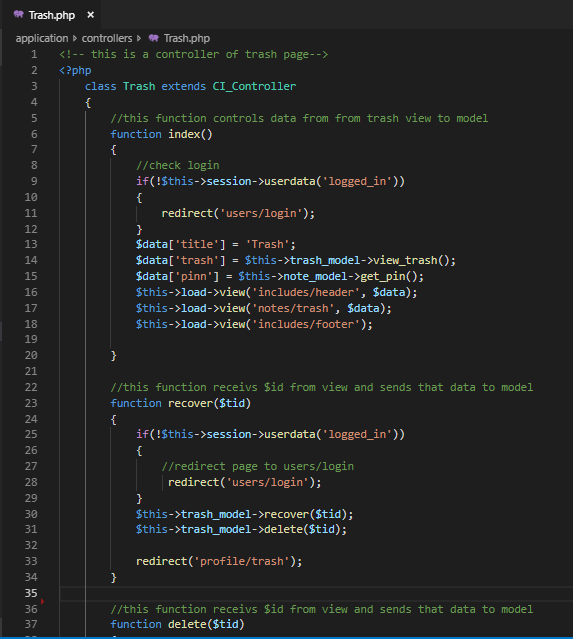 Trash.php ×
application > controllers > Trash.php
1 <!-- this is a controller of trash page-->
2 <?php
3 class Trash extends CI_Controller
4 {
5 //this function controls data from from trash view to model
6 function index()
7 {
8 //check login
9 if(!$this->session->userdata('logged_in'))
10 {
11 redirect('users/login');
12 }
13 $data['title'] = 'Trash';
14 $data['trash'] = $this->trash_model->view_trash();
15 $data['pinn'] = $this->note_model->get_pin();
16 $this->load->view('includes/header', $data);
17 $this->load->view('notes/trash', $data);
18 $this->load->view('includes/footer');
19
20 }
21
22 //this function receivs $id from view and sends that data to model
23 function recover($tid)
24 {
25 if(!$this->session->userdata('logged_in'))
26 {
27 //redirect page to users/login
28 redirect('users/login');
29 }
30 $this->trash_model->recover($tid);
31 $this->trash_model->delete($tid);
32
33 redirect('profile/trash');
34 }
35
36 //this function receivs $id from view and sends that data to model
37 function delete($tid)